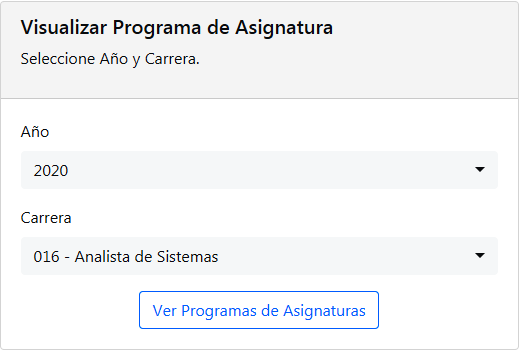 Visualizar Programa de Asignatura
Seleccione Año y Carrera.
Año
2020
Carrera
016 - Analista de Sistemas
Ver Programas de Asignaturas